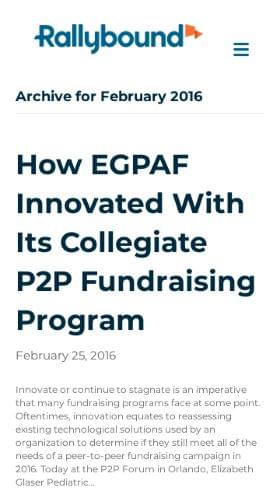 Rallybound
Archive for February 2016
How EGPAF
Innovated With
Its Collegiate
P2P Fundraising
Program
February 25, 2016
Innovate or continue to stagnate is an imperative
that many fundraising programs face at some point.
Oftentimes, innovation equates to reassessing
existing technological solutions used by an
organization to determine if they still meet all of the
needs of a peer-to-peer fundraising campaign in
2016. Today at the P2P Forum in Orlando, Elizabeth
Glaser Pediatric...